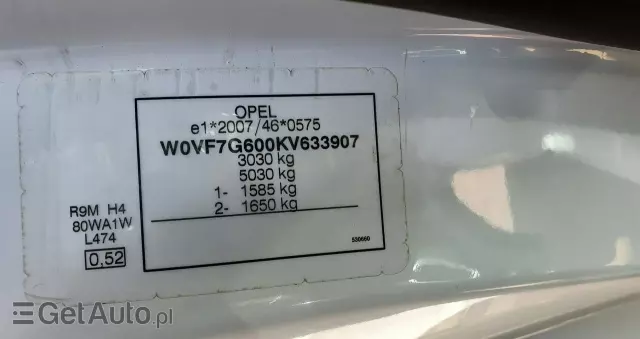 OPEL
e1*2007/46*0575
W0VF7G600KV633907
3030 kg
5030 kg
1- 1585 kg
2- 1650 kg
R9M H4
80WA1W
L474
0,52
530660
GetAuto.pl